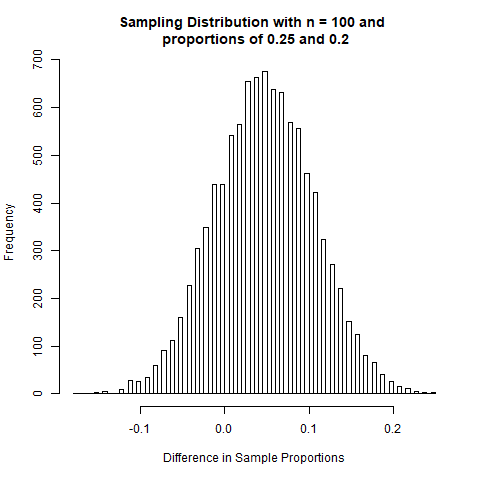 Sampling Distribution with n = 100 and
proportions of 0.25 and 0.2
Frequency
700
600
500
400
300
200
100
0
-0.1 0.0 0.1 0.2
Difference in Sample Proportions